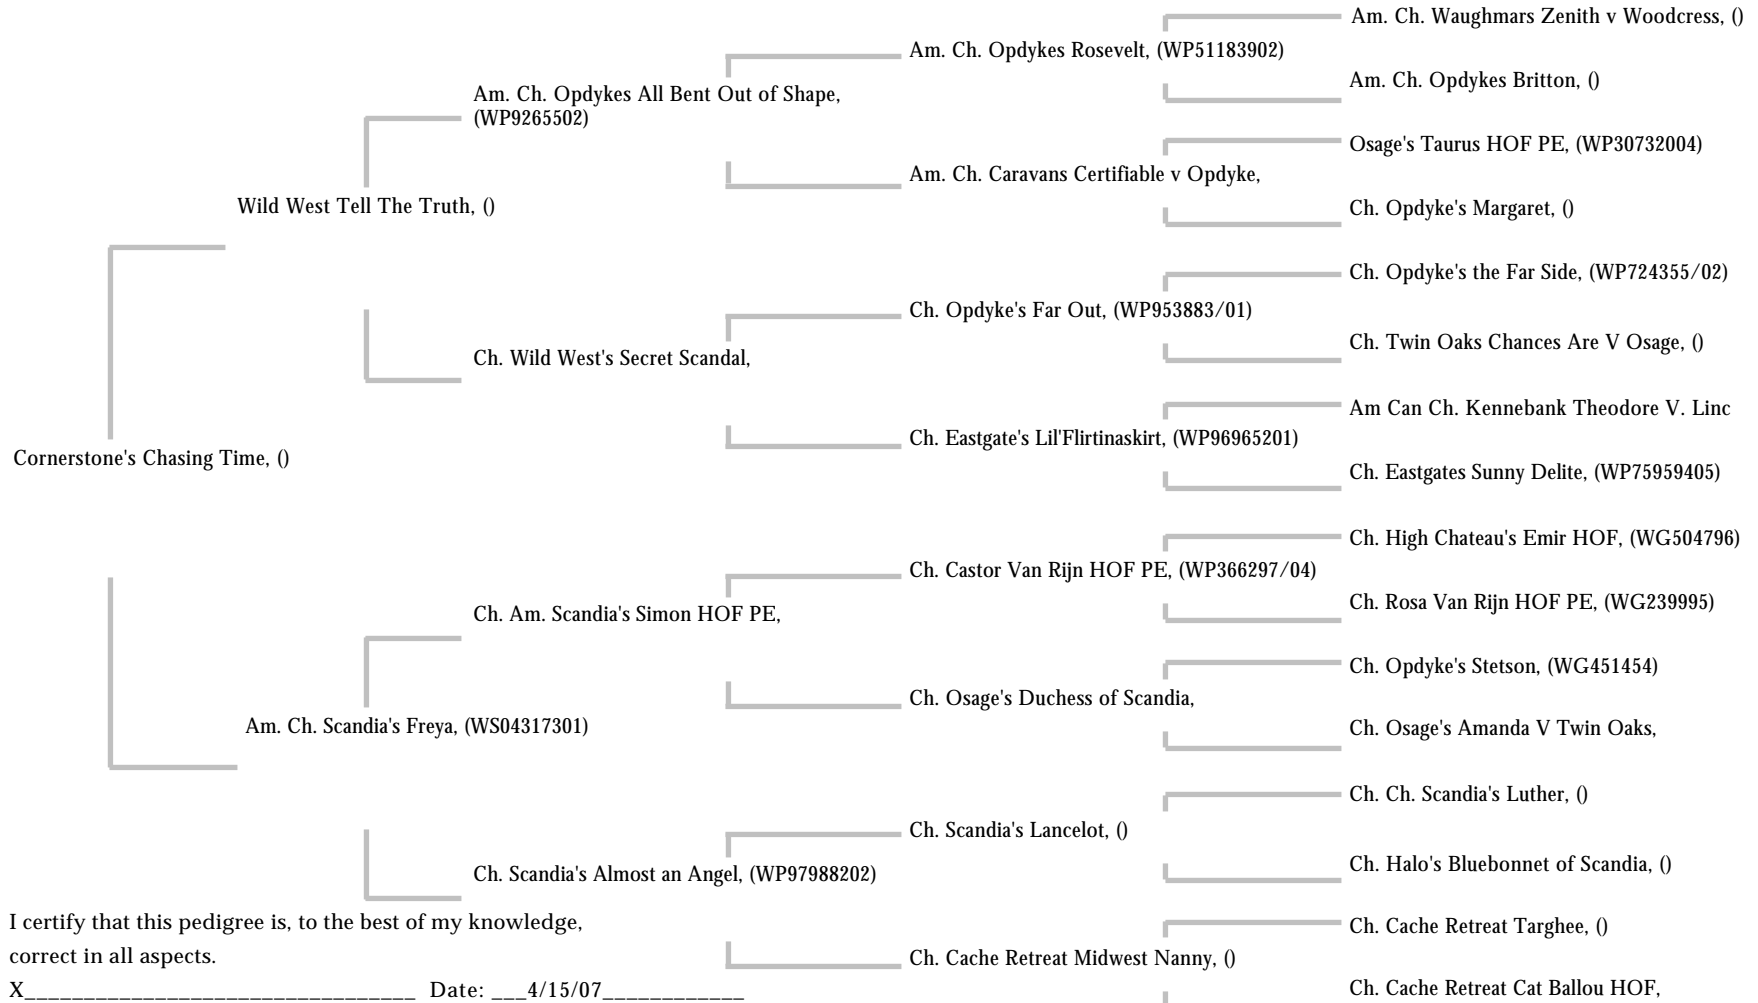 Am. Ch. Waughmars Zenith v Woodcress, ()
Am. Ch. Opdykes Rosevelt, (WP51183902)
Am. Ch. Opdykes Britton, ()
Am. Ch. Opdykes All Bent Out of Shape,
(WP9265502)
Osage's Taurus HOF PE, (WP30732004)
Am. Ch. Caravans Certifiable v Opdyke,
Ch. Opdyke's Margaret, ()
Wild West Tell The Truth, ()
Ch. Opdyke's the Far Side, (WP724355/02)
Ch. Opdyke's Far Out, (WP953883/01)
Ch. Twin Oaks Chances Are V Osage, ()
Ch. Wild West's Secret Scandal,
Am Can Ch. Kennebank Theodore V. Linc
Ch. Eastgate's Lil'Flirtinaskirt, (WP96965201)
Ch. Eastgates Sunny Delite, (WP75959405)
Cornerstone's Chasing Time, ()
Ch. High Chateau's Emir HOF, (WG504796)
Ch. Castor Van Rijn HOF PE, (WP366297/04)
Ch. Rosa Van Rijn HOF PE, (WG239995)
Ch. Am. Scandia's Simon HOF PE,
Ch. Opdyke's Stetson, (WG451454)
Ch. Osage's Duchess of Scandia,
Ch. Osage's Amanda V Twin Oaks,
Am. Ch. Scandia's Freya, (WS04317301)
Ch. Ch. Scandia's Luther, ()
Ch. Scandia's Lancelot, ()
Ch. Halo's Bluebonnet of Scandia, ()
Ch. Scandia's Almost an Angel, (WP97988202)
Ch. Cache Retreat Targhee, ()
Ch. Cache Retreat Midwest Nanny, ()
Ch. Cache Retreat Cat Ballou HOF,
I certify that this pedigree is, to the best of my knowledge,
correct in all aspects.
X_________________________________ Date: ___4/15/07____________